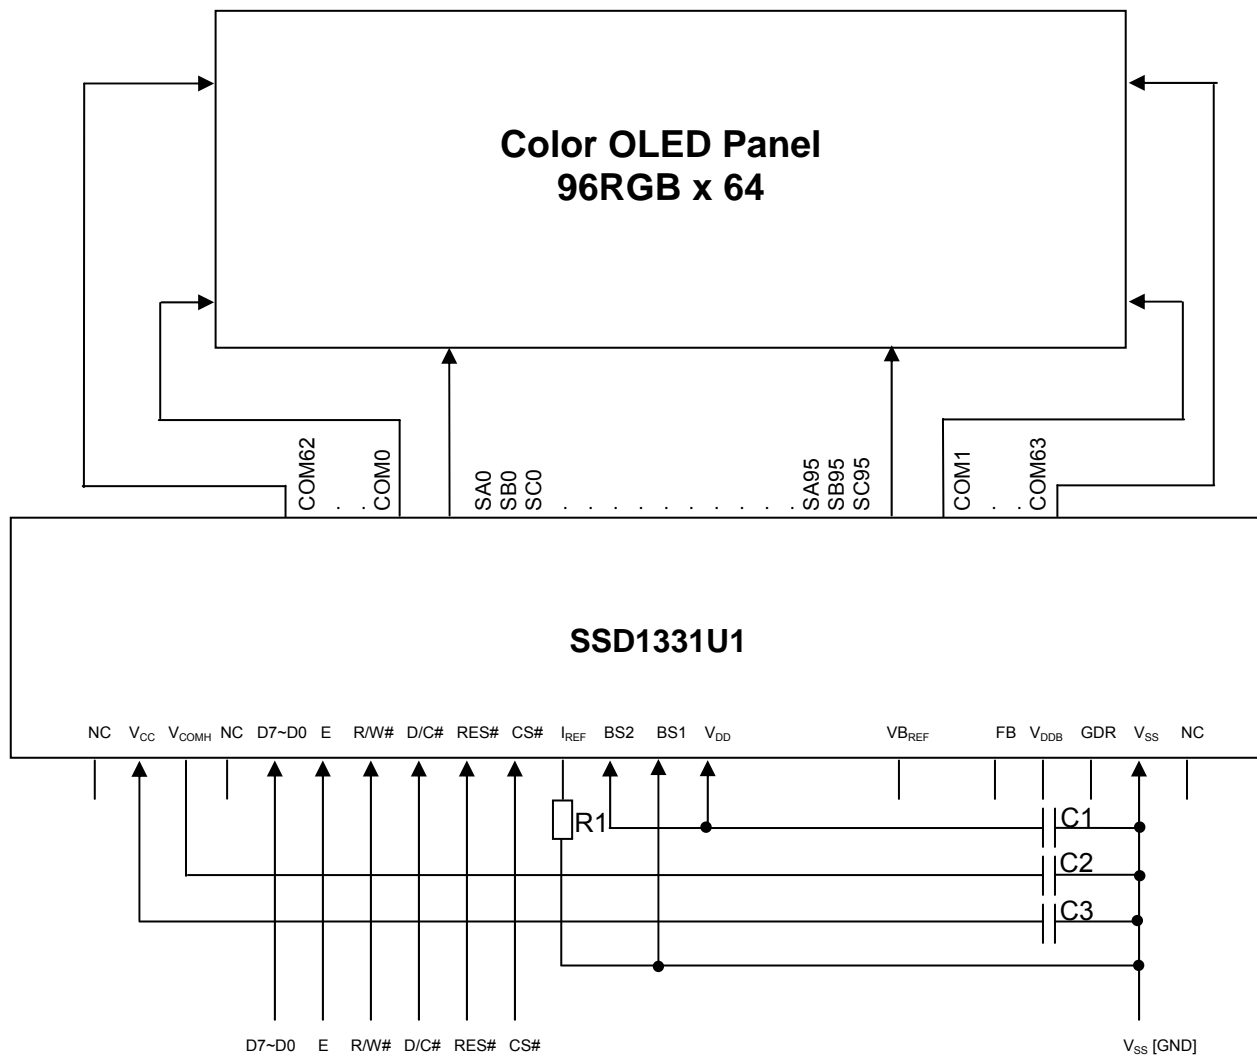 Color OLED Panel
96RGB x 64
COM62
. .
COM0
SA0
SB0
SC0
. . . . . . . . . .
SA95
SB95
SC95
COM1
. .
COM63
SSD1331U1
NC VCC VCOMH NC D7~D0 E R/W# D/C# RES# CS# IREF BS2 BS1 VDD VBREF FB VDDB GDR VSS NC
R1
C1
C2
C3
D7~D0 E R/W# D/C# RES# CS# VSS [GND]